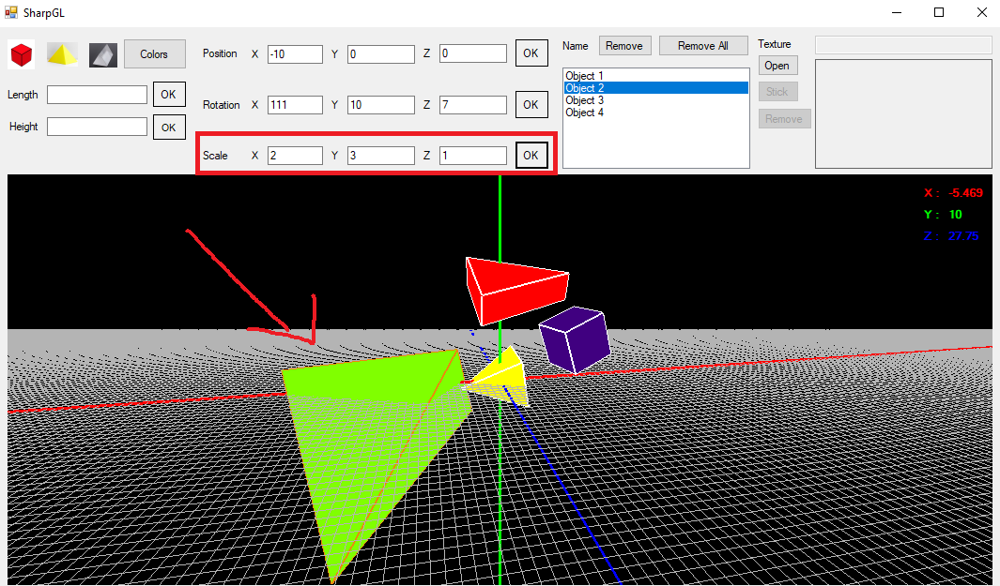 SharpGL
Colors
Position X -10 Y 0 Z 0 OK
Name Remove Remove All
Texture
Open
Stick
Remove
Object 1
Object 2
Object 3
Object 4
Length OK
Height OK
Rotation X 111 Y 10 Z 7 OK
Scale X 2 Y 3 Z 1 OK
X : -5.469
Y : 10
Z : 27.75